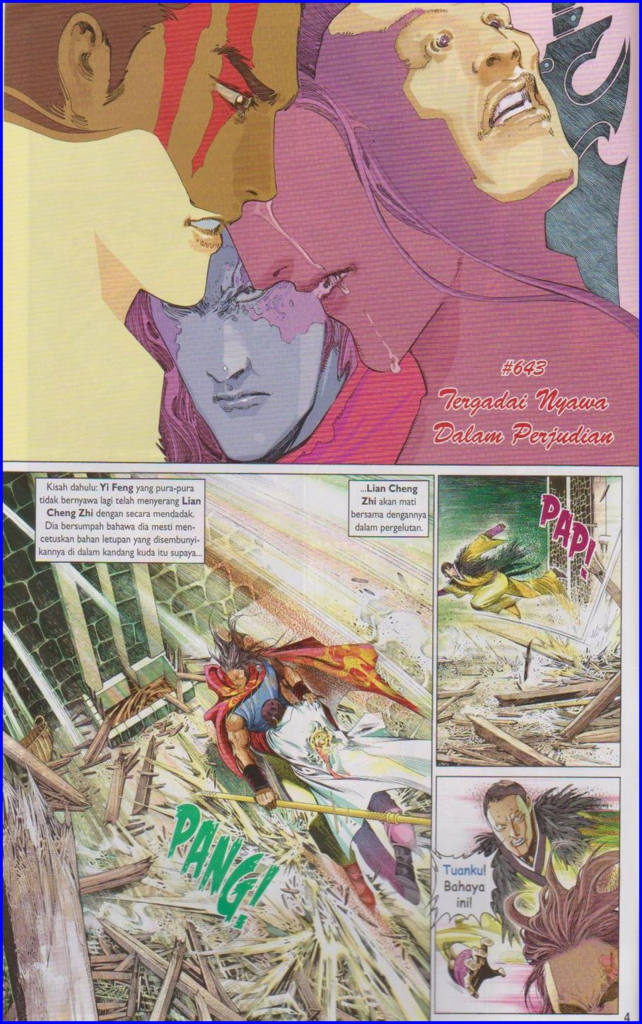 #643
Tergadai Nyawa
Dalam Perjudian
Kisah dahulu: Yi Feng yang pura-pura
tidak bernyawa lagi telah menyerang Lian
Cheng Zhi dengan secara mendadak.
Dia bersumpah bahawa dia mesti men-
cetuskan bahan letupan yang disembunyi-
kannya di dalam kandang kuda itu supaya...
...Lian Cheng
Zhi akan mati
bersama dengannya
dalam pergelutan.
PAP!
PANG!
Tuanku!
Bahaya
ini!
4